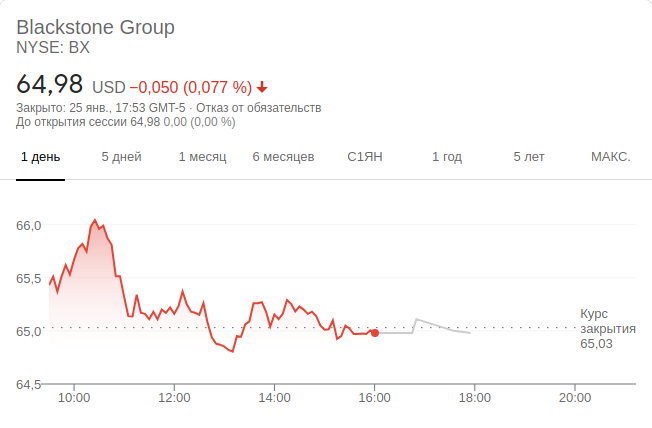 Blackstone Group
NYSE: BX
64,98 USD −0,050 (0,077 %)
Закрыто: 25 янв., 17:53 GMT-5 · Отказ от обязательств
До открытия сессии 64,98 0,00 (0,00 %)
1 день 5 дней 1 месяц 6 месяцев С1ЯН 1 год 5 лет МАКС.
66,0
65,5
65,0
64,5
Курс
закрытия
65,03
10:00 12:00 14:00 16:00 18:00 20:00